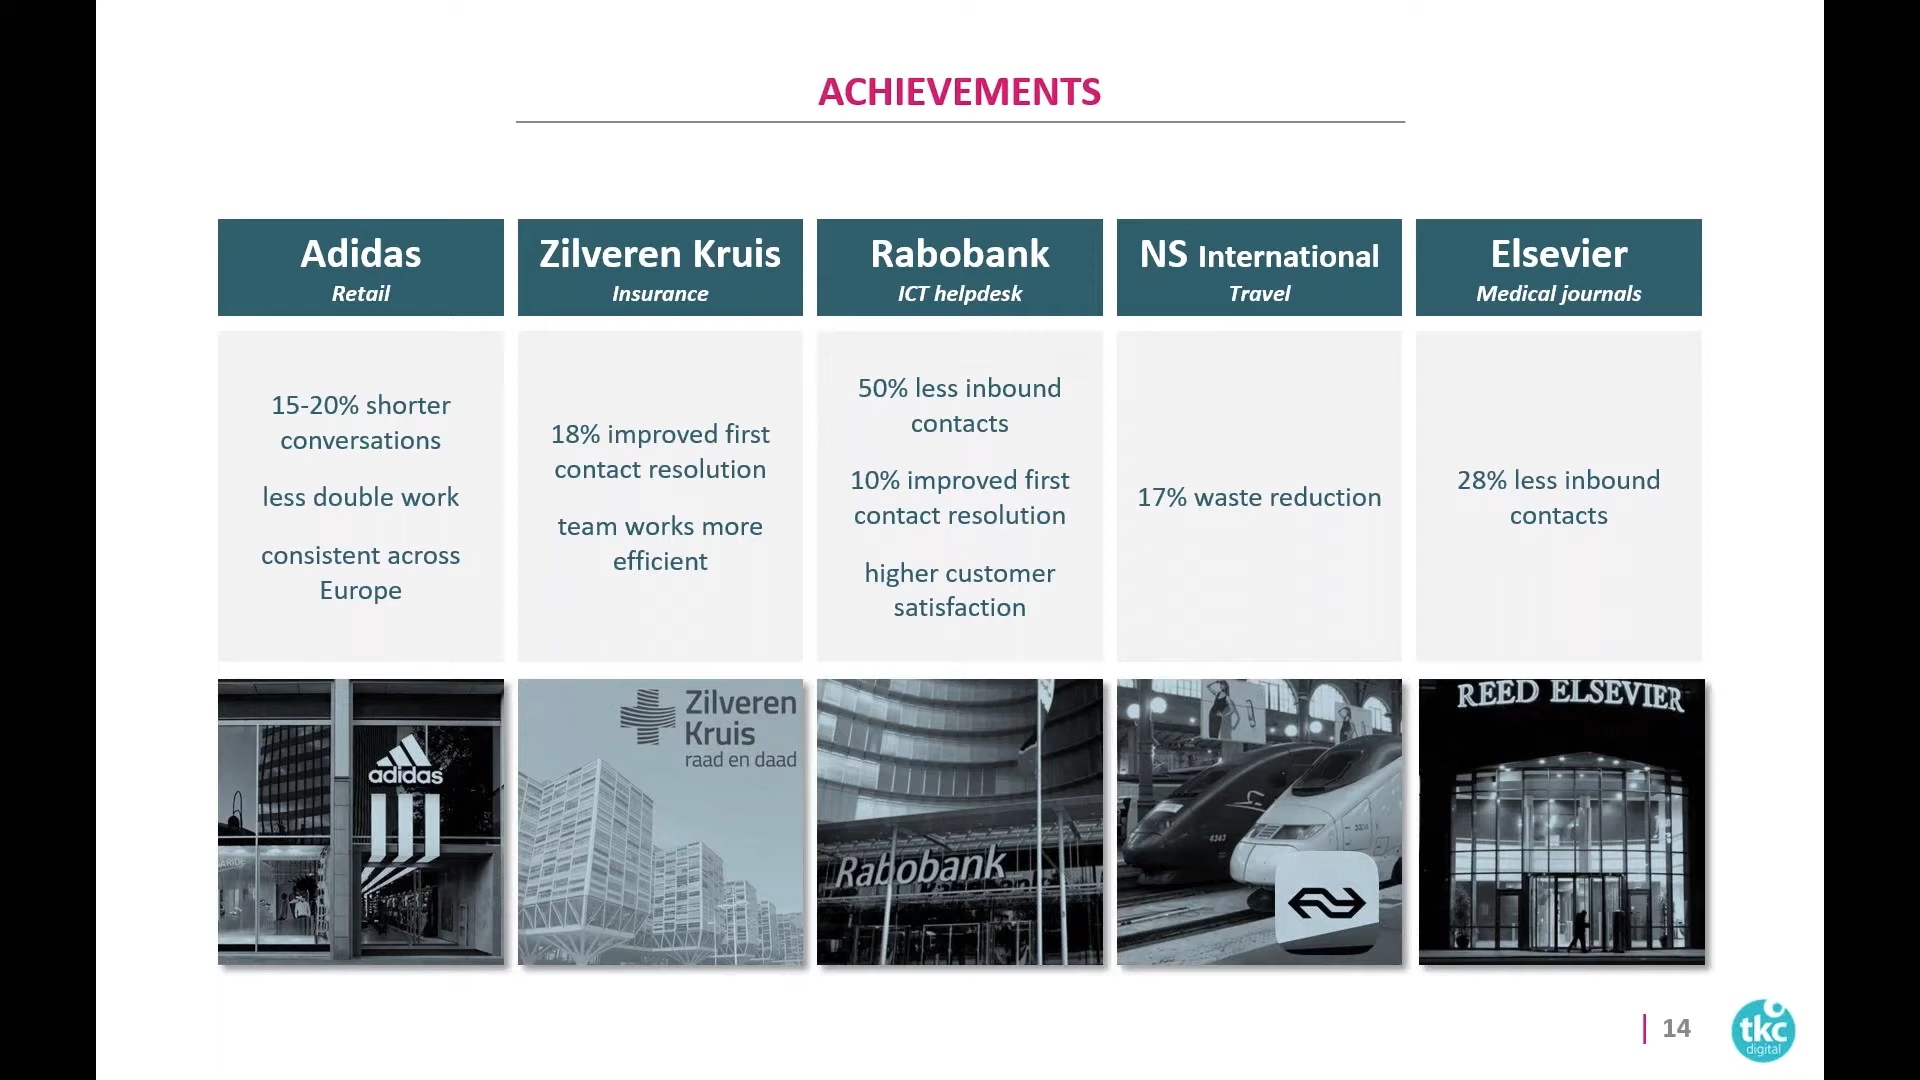 ACHIEVEMENTS
Adidas
Retail
Zilveren Kruis
Insurance
Rabobank
ICT helpdesk
NS International
Travel
Elsevier
Medical journals
15-20% shorter
conversations
less double work
consistent across
Europe
18% improved first
contact resolution
team works more
efficient
50% less inbound
contacts
10% improved first
contact resolution
higher customer
satisfaction
17% waste reduction
28% less inbound
contacts
adidas
Zilveren
Kruis
raad en daad
Rabobank
4343
REED ELSEVIER
14
tkc
digital